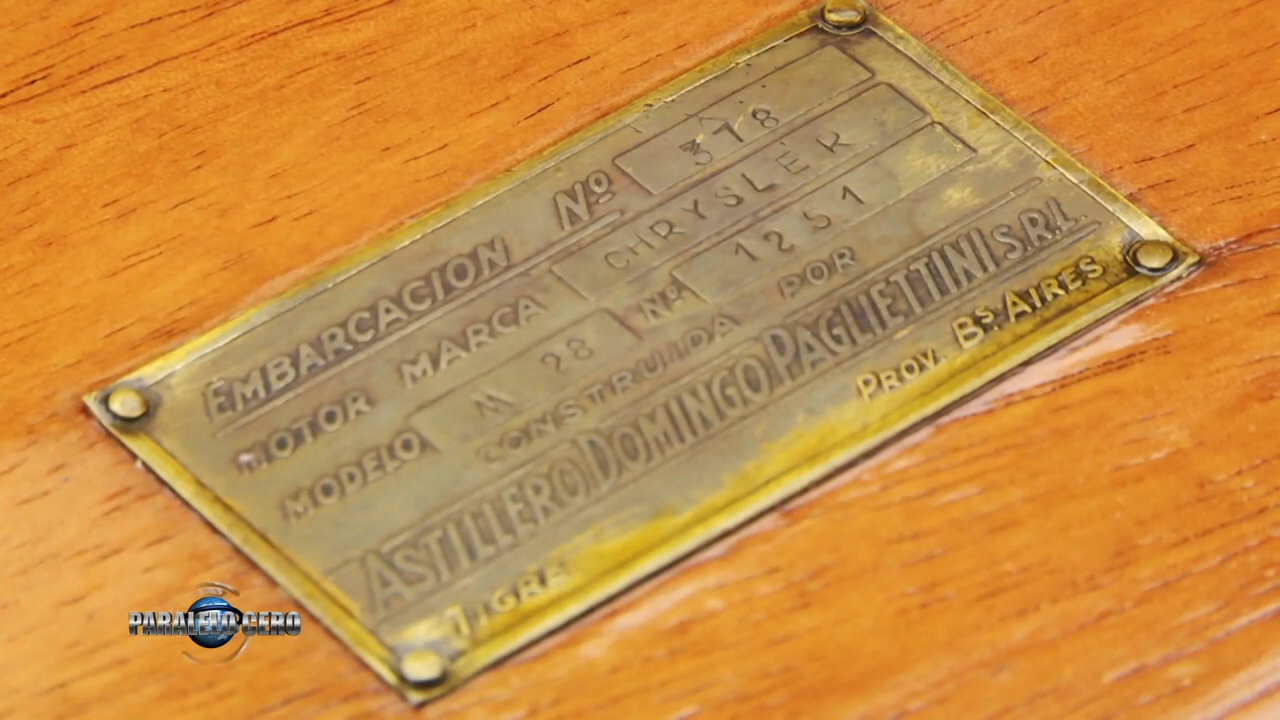 EMBARCACION Nº 378
MOTOR MARCA CHRYSLER
MODELO M 28 Nº 1251
CONSTRUIDA POR
ASTILLERO DOMINGO PAGLIETTINI S.R.L.
TIGRE PROV. Bs. AIRES
PARALELO CERO